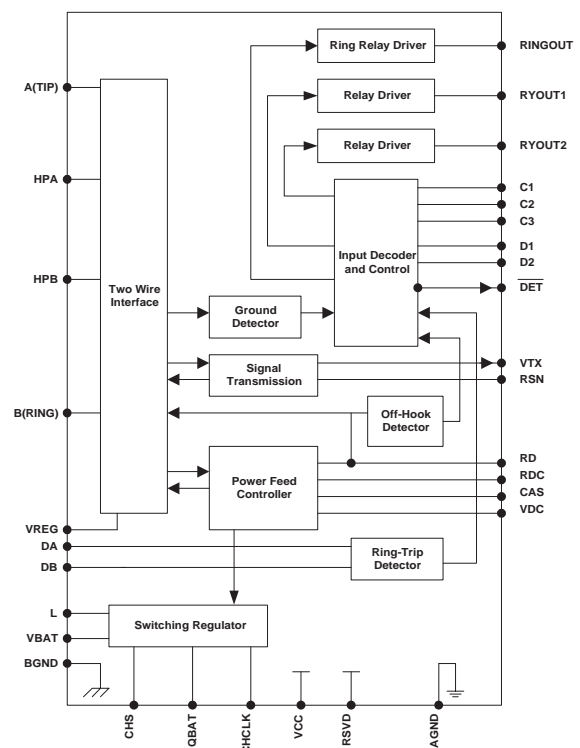 Ring Relay Driver
RINGOUT
A(TIP)
Relay Driver
RYOUT1
Relay Driver
RYOUT2
HPA
C1
C2
C3
Input Decoder
and Control
D1
D2
HPB
Two Wire
Interface
DET
Ground
Detector
Signal
Transmission
VTX
RSN
B(RING)
Off-Hook
Detector
Power Feed
Controller
RD
RDC
CAS
VDC
VREG
DA
DB
Ring-Trip
Detector
L
VBAT
BGND
Switching Regulator
CHS
QBAT
CHCLK
VCC
RSVD
AGND